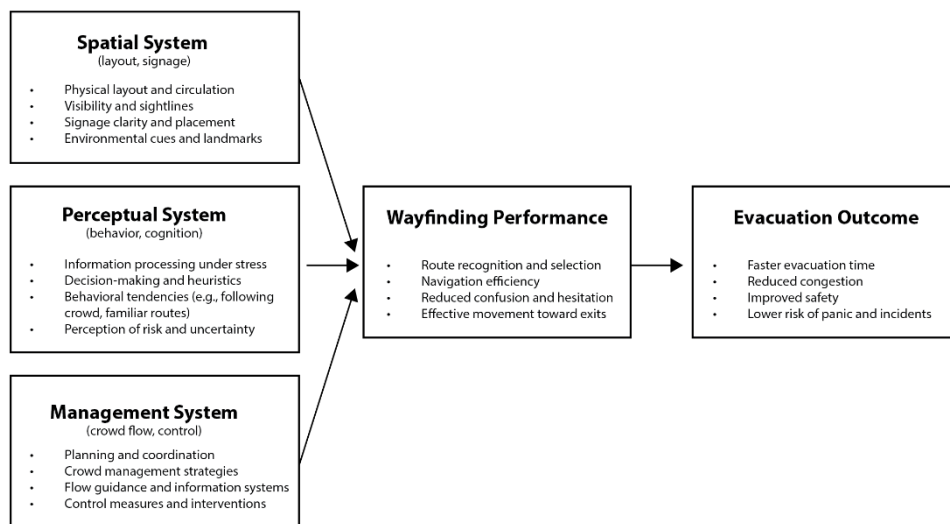 Spatial System
(layout, signage)
• Physical layout and circulation
• Visibility and sightlines
• Signage clarity and placement
• Environmental cues and landmarks
Perceptual System
(behavior, cognition)
• Information processing under stress
• Decision-making and heuristics
• Behavioral tendencies (e.g., following
crowd, familiar routes)
• Perception of risk and uncertainty
Management System
(crowd flow, control)
• Planning and coordination
• Crowd management strategies
• Flow guidance and information systems
• Control measures and interventions
Wayfinding Performance
• Route recognition and selection
• Navigation efficiency
• Reduced confusion and hesitation
• Effective movement toward exits
Evacuation Outcome
• Faster evacuation time
• Reduced congestion
• Improved safety
• Lower risk of panic and incidents